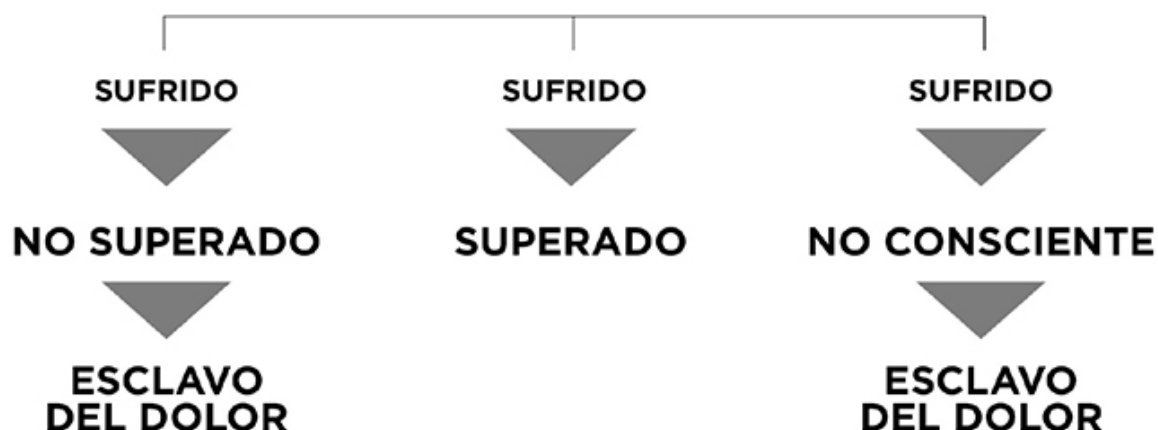 SUFRIDO
SUFRIDO
SUFRIDO
NO SUPERADO
SUPERADO
NO CONSCIENTE
ESCLAVO
DEL DOLOR
ESCLAVO
DEL DOLOR